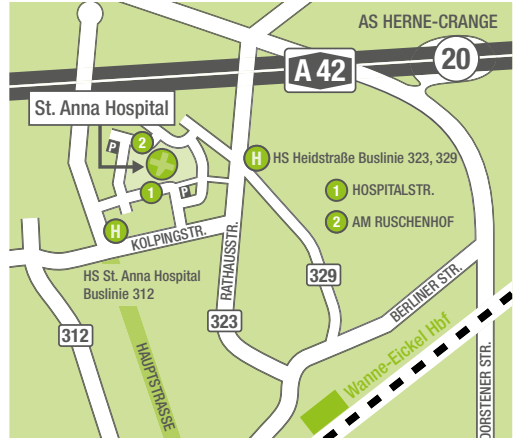 AS HERNE-CRANGE
20
A 42
St. Anna Hospital
2
P
H HS Heidstraße Buslinie 323, 329
1
P
1 HOSPITALSTR.
2 AM RUSCHENHOF
H
KOLPINGSTR.
RATHAUSSTR.
HS St. Anna Hospital
Buslinie 312
329
BERLINER STR.
323
312
HAUPTSTRASSE
Wanne-Eickel Hbf
DORSTENER STR.